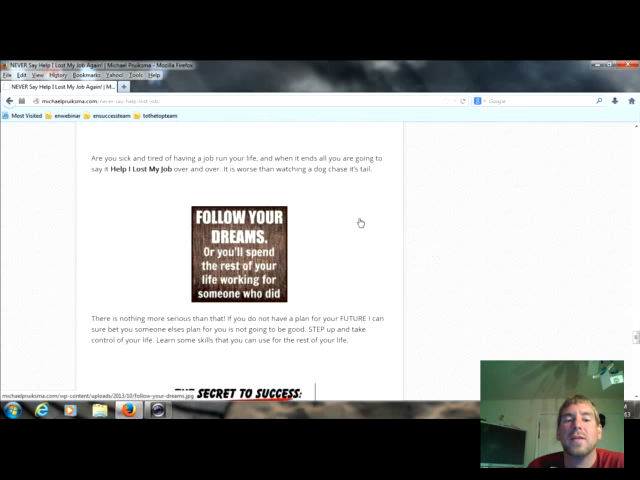 NEVER Say Help I Lost My Job Again! | Michael Pruiksma - Mozilla Firefox
File Edit View History Bookmarks Yahoo Tools Help
NEVER Say Help I Lost My Job Again! | M...
michaelpruiksma.com/never-say-help-lost-job/
Google
Most Visited enwebinar ensuccessteam tothetopteam
Are you sick and tired of having a job run your life, and when it ends all you are going to
say it Help I Lost My Job over and over. It is worse than watching a dog chase it's tail.
FOLLOW YOUR
DREAMS.
Or you'll spend
the rest of your
life working for
someone who did
There is nothing more serious than that! If you do not have a plan for your FUTURE I can
sure bet you someone elses plan for you is not going to be good. STEP up and take
control of your life. Learn some skills that you can use for the rest of your life.
THE SECRET TO SUCCESS:
michaelpruiksma.com/wp-content/uploads/2013/10/follow-your-dreams.jpg